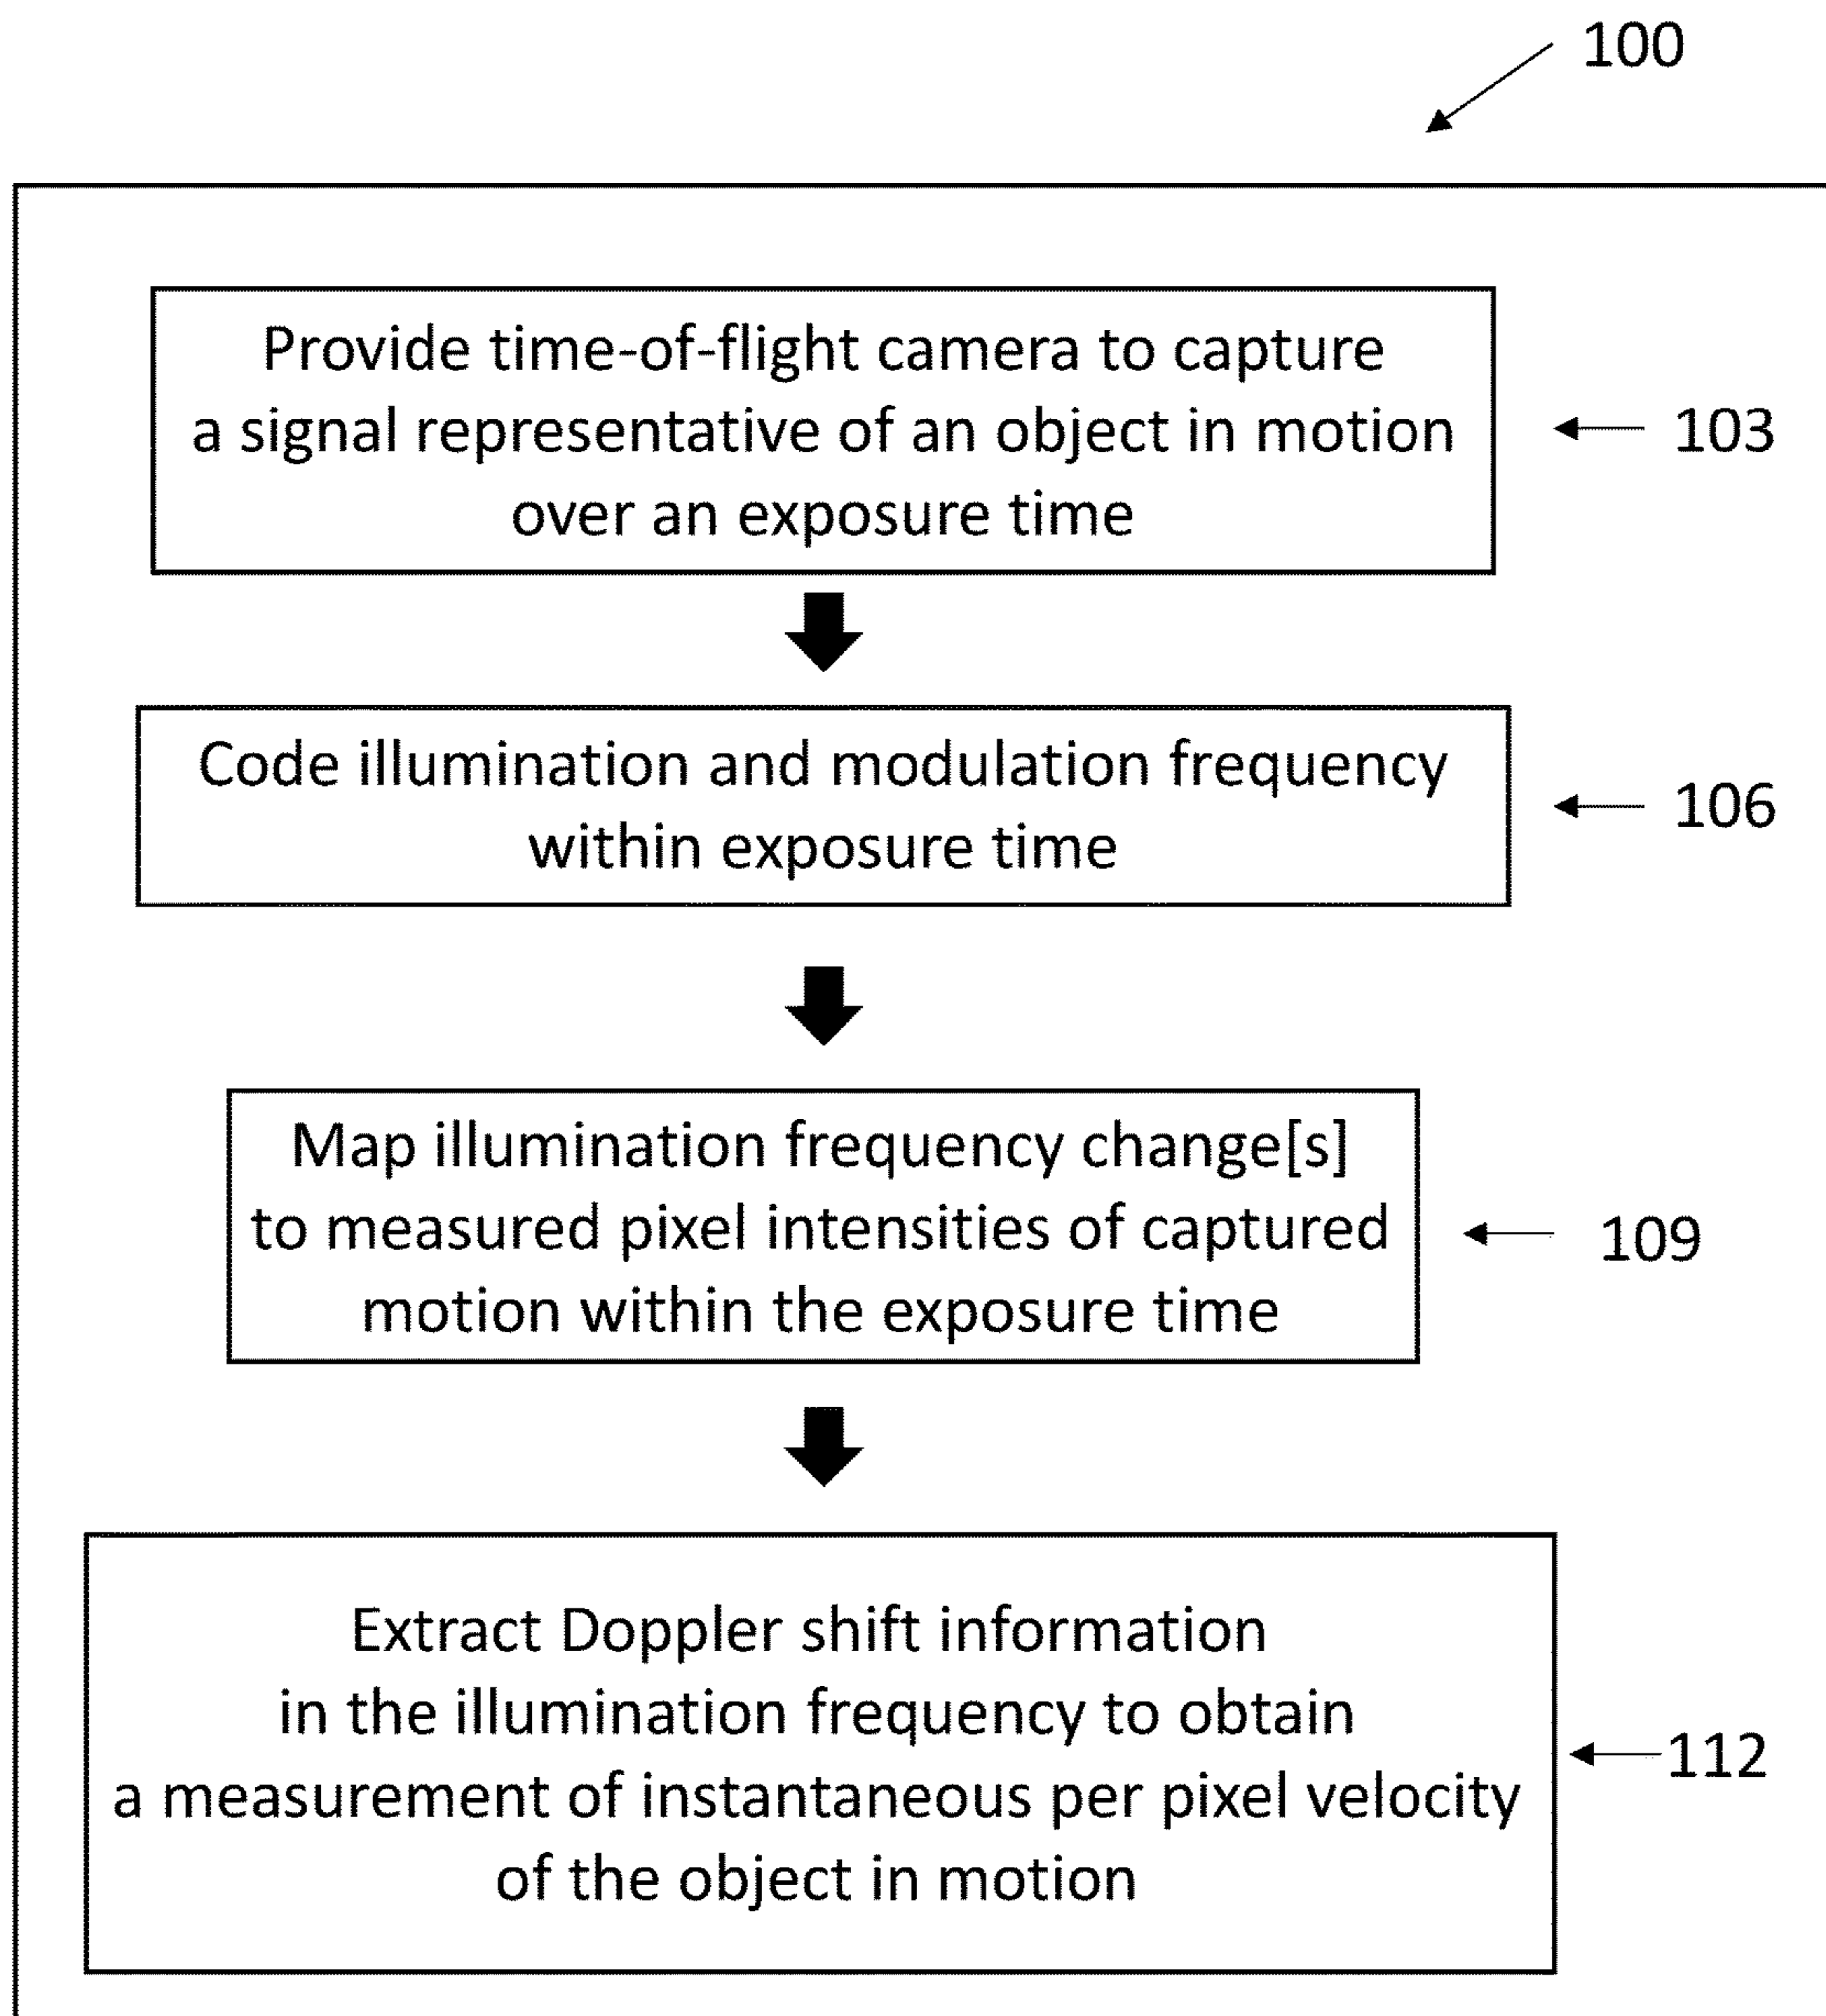 100
Provide time-of-flight camera to capture
a signal representative of an object in motion
over an exposure time
103
Code illumination and modulation frequency
within exposure time
106
Map illumination frequency change[s]
to measured pixel intensities of captured
motion within the exposure time
109
Extract Doppler shift information
in the illumination frequency to obtain
a measurement of instantaneous per pixel velocity
of the object in motion
112